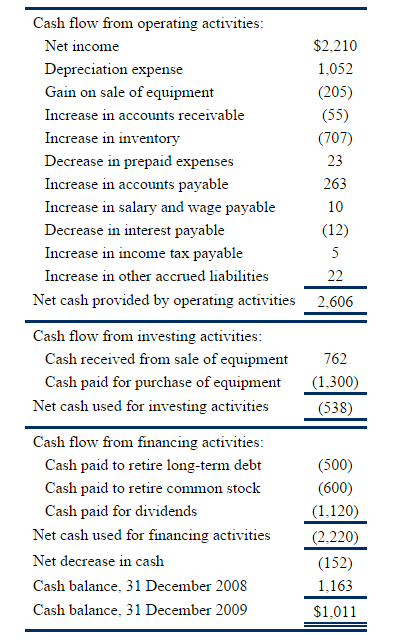 Cash flow from operating activities:
Net income $2,210
Depreciation expense 1,052
Gain on sale of equipment (205)
Increase in accounts receivable (55)
Increase in inventory (707)
Decrease in prepaid expenses 23
Increase in accounts payable 263
Increase in salary and wage payable 10
Decrease in interest payable (12)
Increase in income tax payable 5
Increase in other accrued liabilities 22
Net cash provided by operating activities 2,606
Cash flow from investing activities:
Cash received from sale of equipment 762
Cash paid for purchase of equipment (1,300)
Net cash used for investing activities (538)
Cash flow from financing activities:
Cash paid to retire long-term debt (500)
Cash paid to retire common stock (600)
Cash paid for dividends (1,120)
Net cash used for financing activities (2,220)
Net decrease in cash (152)
Cash balance, 31 December 2008 1,163
Cash balance, 31 December 2009 $1,011